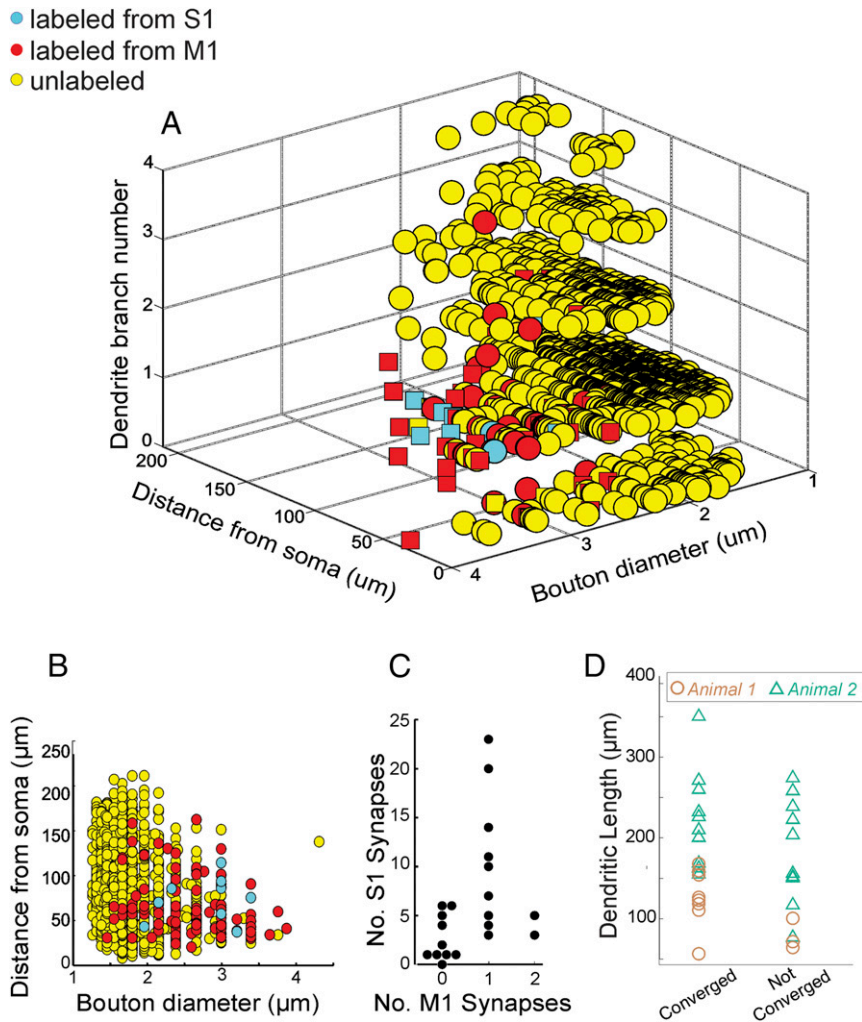 labeled from S1
labeled from M1
unlabeled
A
Dendrite branch number
4
3
2
1
0
200
150
100
50
0
Distance from soma (um)
4
3
2
1
Bouton diameter (um)
B
Distance from soma (µm)
250
200
150
100
50
0
1
2
3
4
Bouton diameter (µm)
C
No. S1 Synapses
25
20
15
10
5
0
0
1
2
No. M1 Synapses
D
Dendritic Length (µm)
400
300
200
100
Animal 1
Animal 2
Converged
Not
Converged